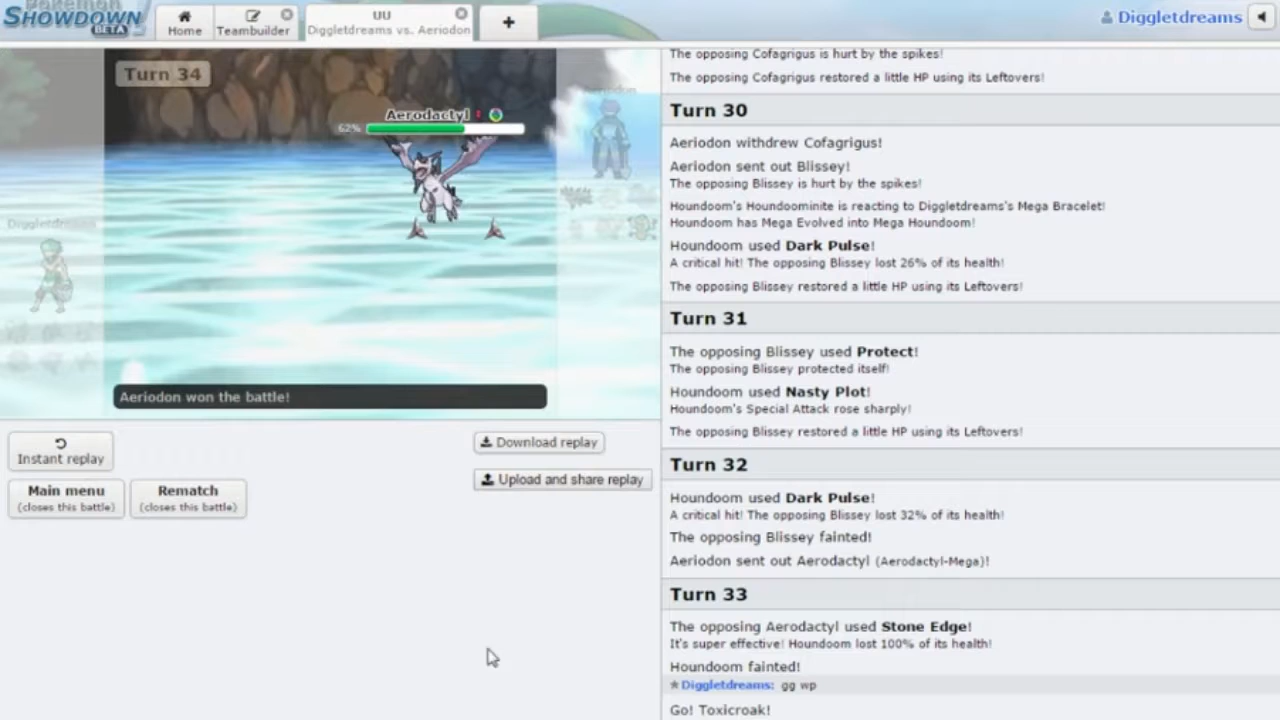 Pokémon
SHOWDOWN
BETA
Home
Teambuilder
UU
Diggletdreams vs. Aeriodon
+
Diggletdreams
Turn 34
Aerodactyl
62%
Diggletdreams
Aeriodon won the battle!
Instant replay
Download replay
Upload and share replay
Main menu
(closes this battle)
Rematch
(closes this battle)
The opposing Cofagrigus is hurt by the spikes!
The opposing Cofagrigus restored a little HP using its Leftovers!
Turn 30
Aeriodon withdrew Cofagrigus!
Aeriodon sent out Blissey!
The opposing Blissey is hurt by the spikes!
Houndoom's Houndoominite is reacting to Diggletdreams's Mega Bracelet!
Houndoom has Mega Evolved into Mega Houndoom!
Houndoom used Dark Pulse!
A critical hit! The opposing Blissey lost 26% of its health!
The opposing Blissey restored a little HP using its Leftovers!
Turn 31
The opposing Blissey used Protect!
The opposing Blissey protected itself!
Houndoom used Nasty Plot!
Houndoom's Special Attack rose sharply!
The opposing Blissey restored a little HP using its Leftovers!
Turn 32
Houndoom used Dark Pulse!
A critical hit! The opposing Blissey lost 32% of its health!
The opposing Blissey fainted!
Aeriodon sent out Aerodactyl (Aerodactyl-Mega)!
Turn 33
The opposing Aerodactyl used Stone Edge!
It's super effective! Houndoom lost 100% of its health!
Houndoom fainted!
★Diggletdreams: gg wp
Go! Toxicroak!